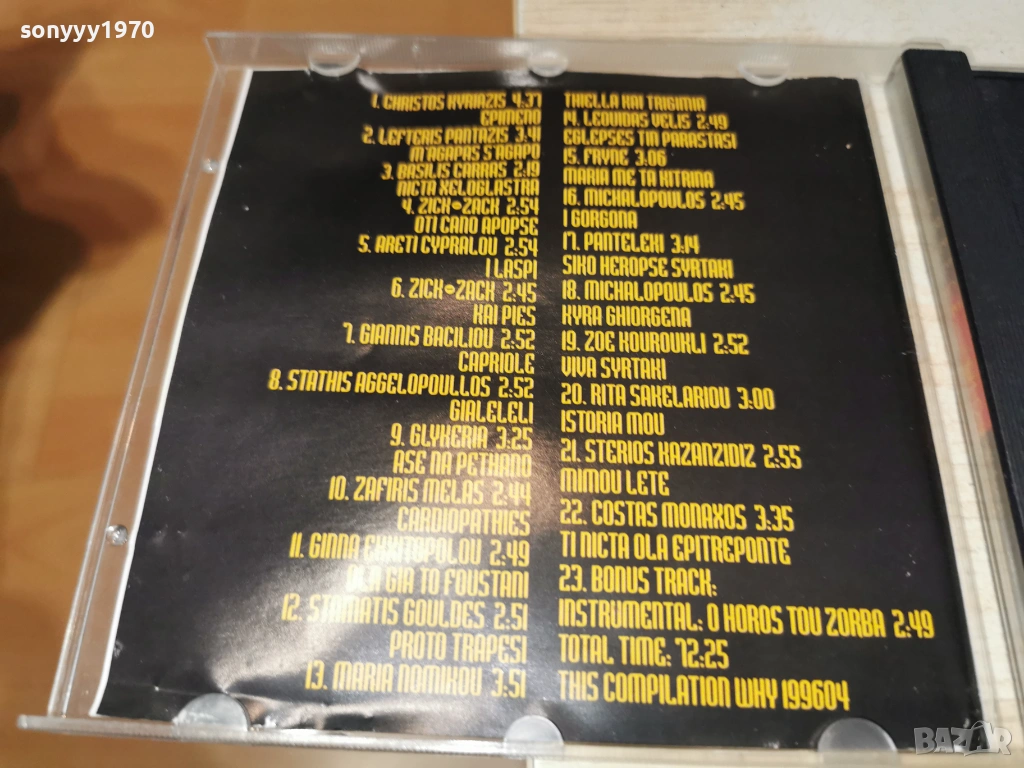 sonyyy1970
1. CHRISTOS KYRIAZIS 4:37
EPIMENO
2. LEFTERIS PANTAZIS 3:41
M'AGAPAS S'AGAPO
3. BASILIS CARRAS 2:19
NICTA XELOGLASTRA
4. ZICK-ZACK 2:54
OTI CANO APOPSE
5. ARETI CYPRALOU 2:54
I LASPI
6. ZICK-ZACK 2:45
KAI PIES
7. GIANNIS BACILIOU 2:52
CAPRIOLE
8. STATHIS AGGELOPOULLOS 2:52
GIALELELI
9. GLYKERIA 3:25
ASE NA PETHANO
10. ZAFIRIS MELAS 2:44
CARDIOPATHIES
11. GINNA 2:49
OLA GIA TO FOUSTANI
12. STAMATIS GOULDES 2:51
PROTO TRAPESI
13. MARIA NOMIKOU 3:51
THIELLA KAI TRIGIMIA
14. LEOVIDAS VELIS 2:49
EGLEPSES TIN PARASTASI
15. FRYNE 3:06
MARIA ME TA KITRINA
16. MICHALOPOULOS 2:45
I GORGONA
17. PANTELEXI 3:14
SIKO HEROPSE SYRTAKI
18. MICHALOPOULOS 2:45
KYRA GHIORGENA
19. ZOE KOUROUKLI 2:52
VIVA SYRTAKI
20. RITA SAKELARIOU 3:00
ISTORIA MOU
21. STERIOS KAZANZIDIZ 2:55
MIMOU LETE
22. COSTAS MONAXOS 3:35
TI NICTA OLA EPITREPONTE
23. BONUS TRACK:
INSTRUMENTAL: O HOROS TOU ZORBA 2:49
TOTAL TIME: 72:25
THIS COMPILATION WHY 199604
BAZAR